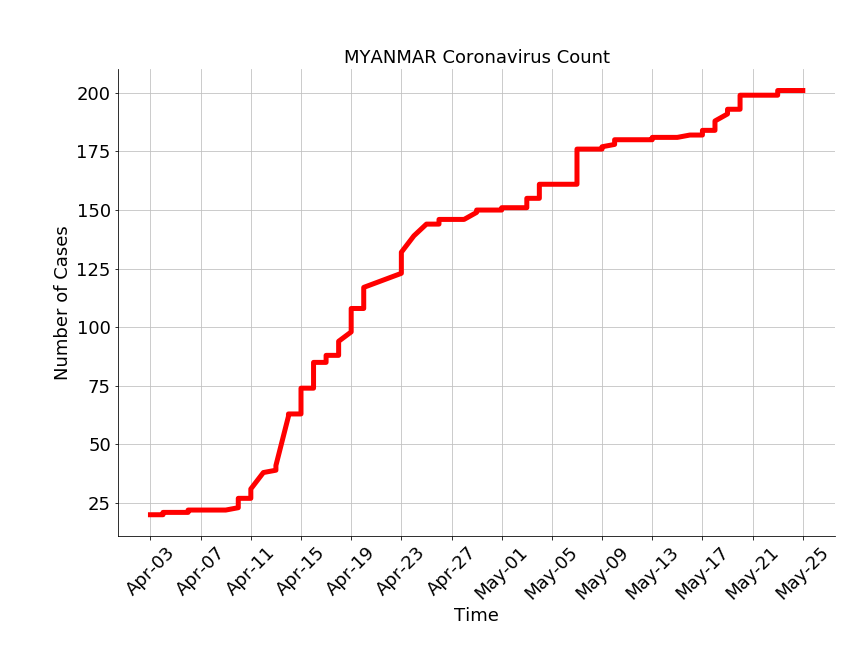 MYANMAR Coronavirus Count
Number of Cases
200
175
150
125
100
75
50
25
Apr-03
Apr-07
Apr-11
Apr-15
Apr-19
Apr-23
Apr-27
May-01
May-05
May-09
May-13
May-17
May-21
May-25
Time